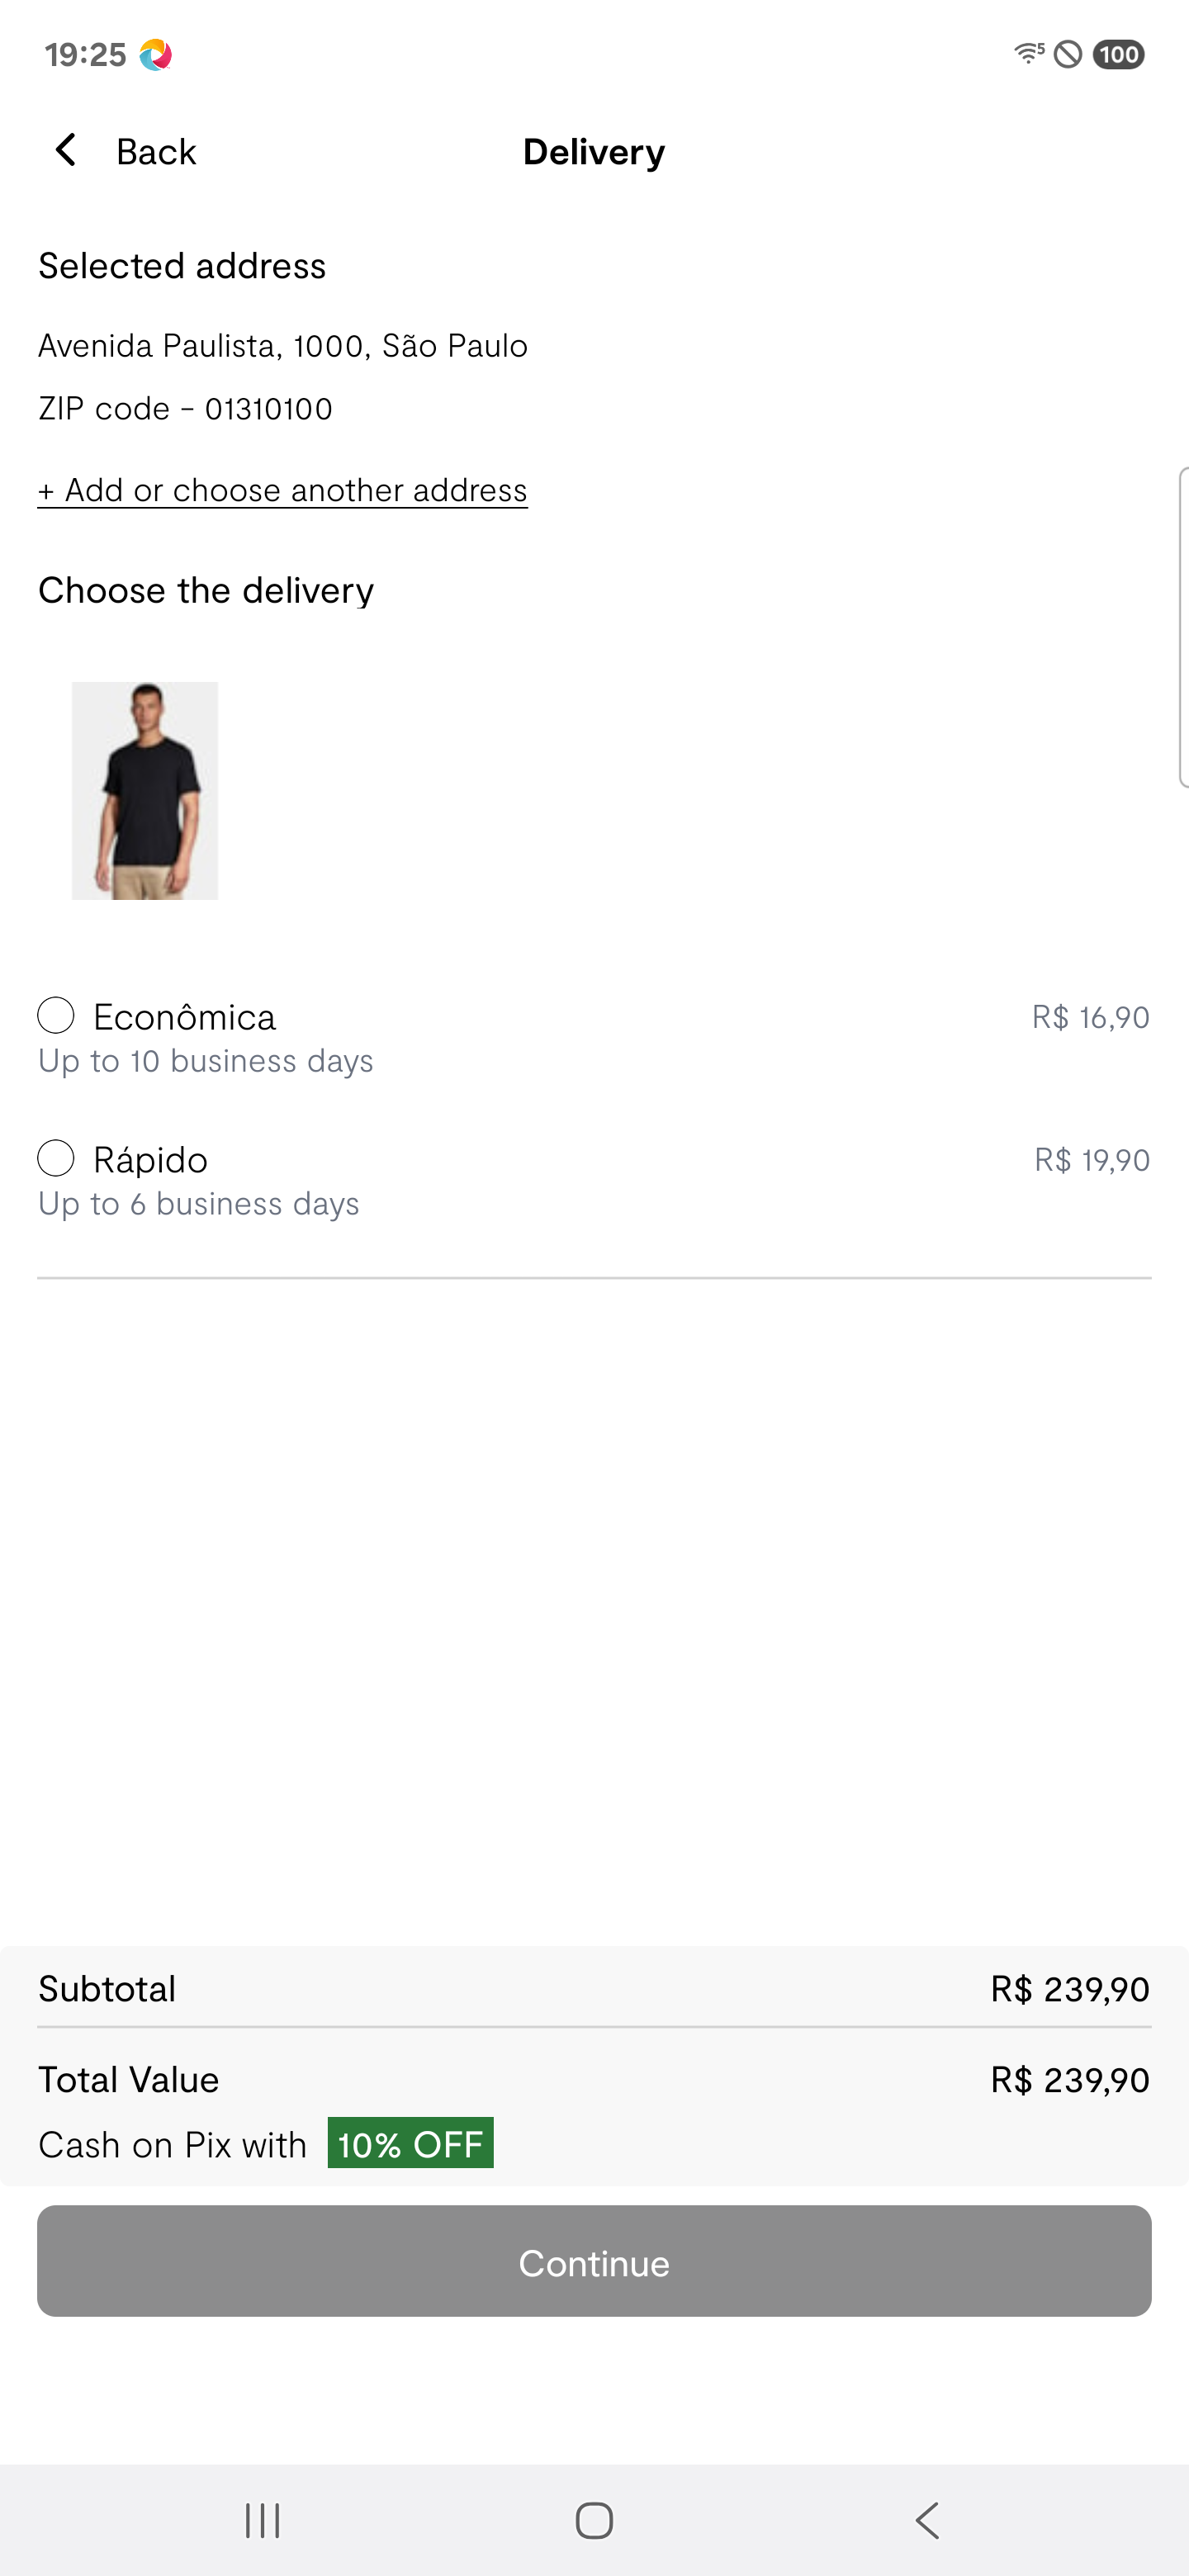 19:25
5
100
Back
Delivery
Selected address
Avenida Paulista, 1000, São Paulo
ZIP code - 01310100
+ Add or choose another address
Choose the delivery
Econômica
R$ 16,90
Up to 10 business days
Rápido
R$ 19,90
Up to 6 business days
Subtotal
R$ 239,90
Total Value
R$ 239,90
Cash on Pix with 10% OFF
Continue